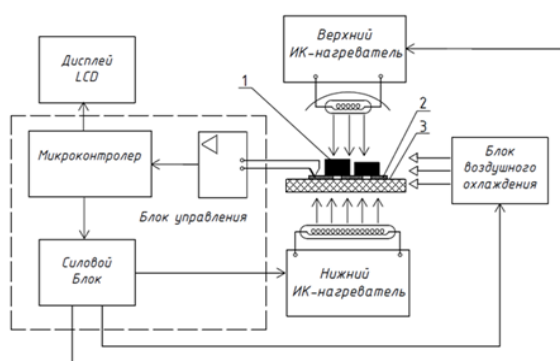 Верхний
ИК-нагреватель
Дисплей
LCD
1
2
3
Микроконтролер
Блок
воздушного
охлаждения
Блок управления
Силовой
Блок
Нижний
ИК-нагреватель